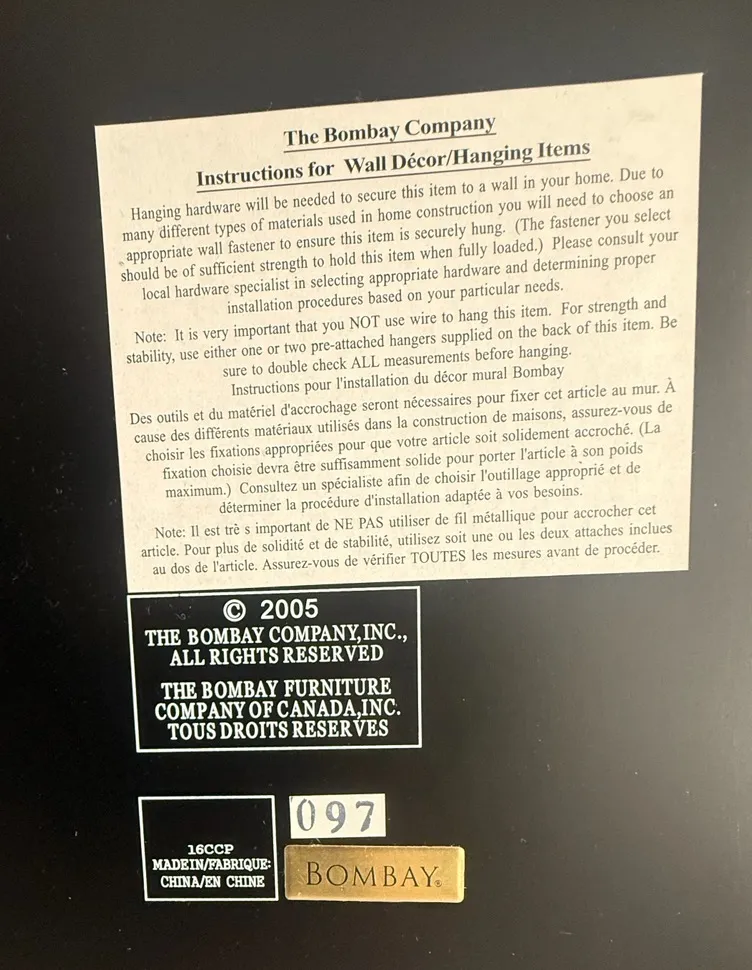 The Bombay Company
Instructions for Wall Décor/Hanging Items
Hanging hardware will be needed to secure this item to a wall in your home. Due to
many different types of materials used in home construction you will need to choose an
appropriate wall fastener to ensure this item is securely hung. (The fastener you select
should be of sufficient strength to hold this item when fully loaded.) Please consult your
local hardware specialist in selecting appropriate hardware and determining proper
installation procedures based on your particular needs.
Note: It is very important that you NOT use wire to hang this item. For strength and
stability, use either one or two pre-attached hangers supplied on the back of this item. Be
sure to double check ALL measurements before hanging.
Instructions pour l'installation du décor mural Bombay
Des outils et du matériel d'accrochage seront nécessaires pour fixer cet article au mur. À
cause des différents matériaux utilisés dans la construction de maisons, assurez-vous de
choisir les fixations appropriées pour que votre article soit solidement accroché. (La
fixation choisie devra être suffisamment solide pour porter l'article à son poids
maximum.) Consultez un spécialiste afin de choisir l'outillage approprié et de
déterminer la procédure d'installation adaptée à vos besoins.
Note: Il est trè s important de NE PAS utiliser de fil métallique pour accrocher cet
article. Pour plus de solidité et de stabilité, utilisez soit une ou les deux attaches inclues
au dos de l'article. Assurez-vous de vérifier TOUTES les mesures avant de procéder.
© 2005
THE BOMBAY COMPANY,INC.,
ALL RIGHTS RESERVED
THE BOMBAY FURNITURE
COMPANY OF CANADA,INC.
TOUS DROITS RESERVES
097
16CCP
MADEIN/FABRIQUE:
CHINA/EN CHINE
BOMBAY®